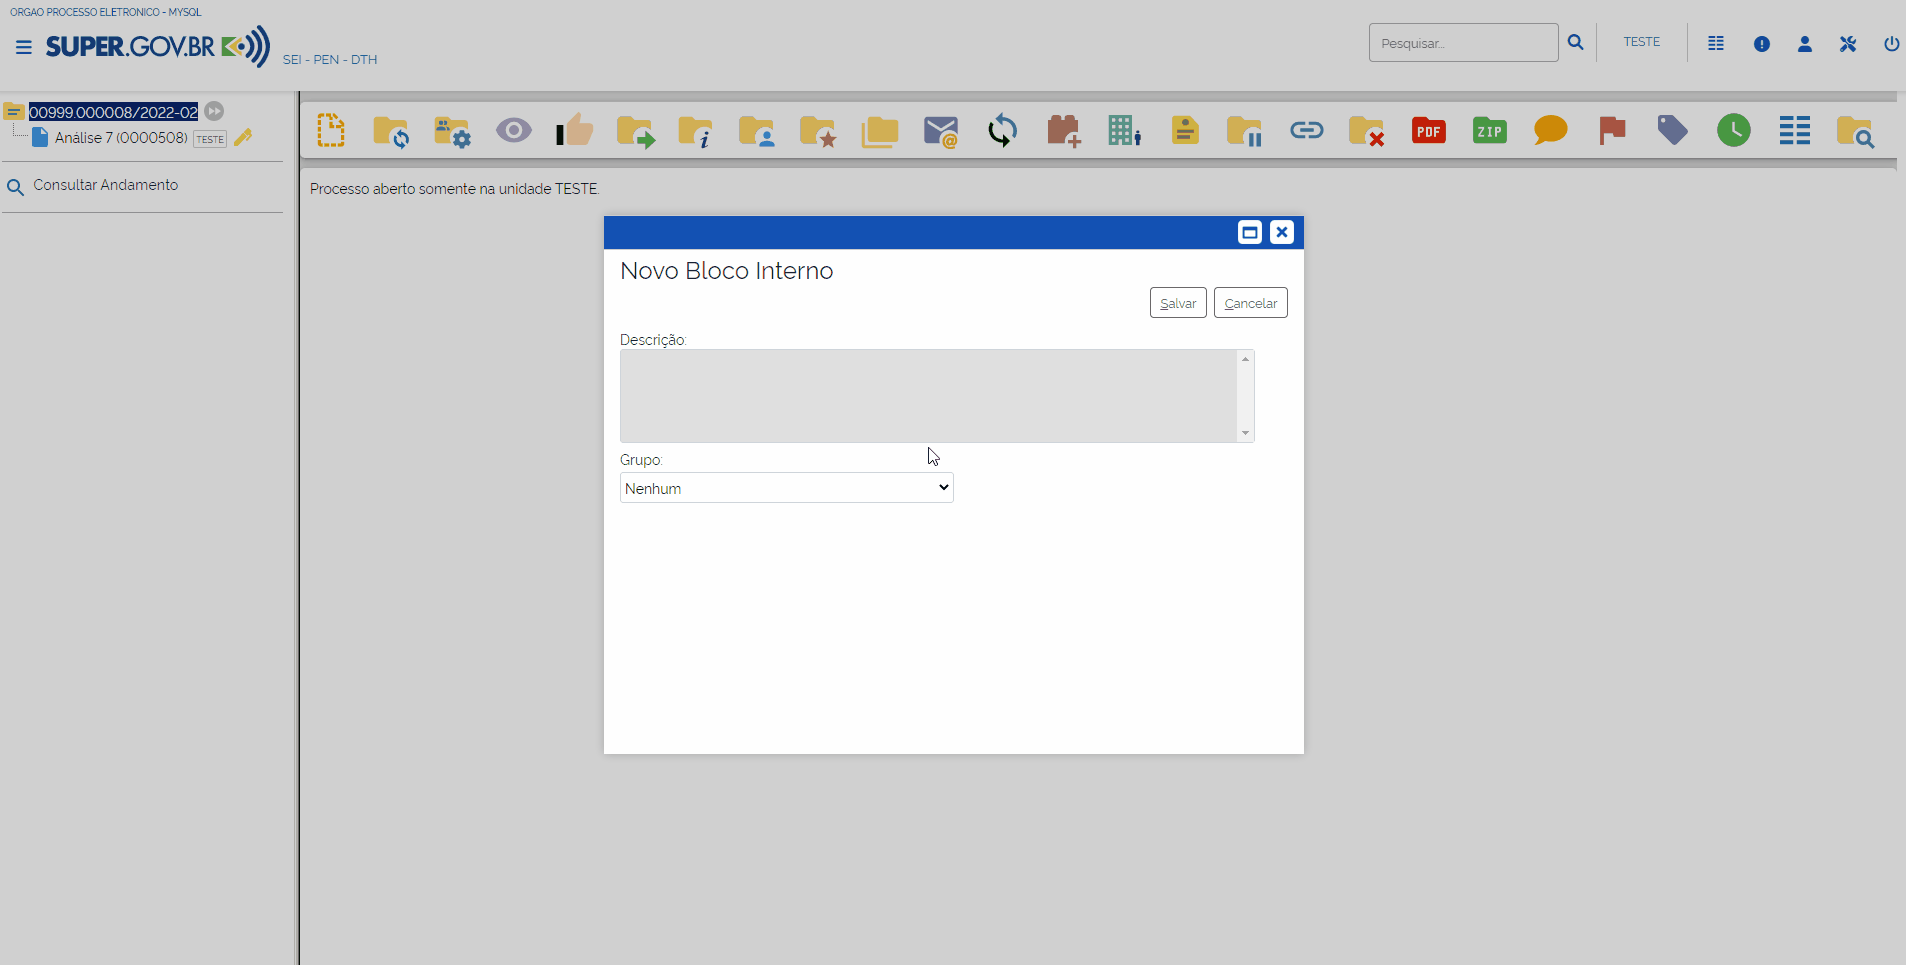 ORGAO PROCESSO ELETRONICO - MYSQL
SUPER.GOV.BR
SEI - PEN - DTH
Pesquisar...
TESTE
00999.000008/2022-02
Análise 7 (0000508) TESTE
Consultar Andamento
PDF
ZIP
Processo aberto somente na unidade TESTE.
Novo Bloco Interno
Salvar
Cancelar
Descrição:
Grupo:
Nenhum